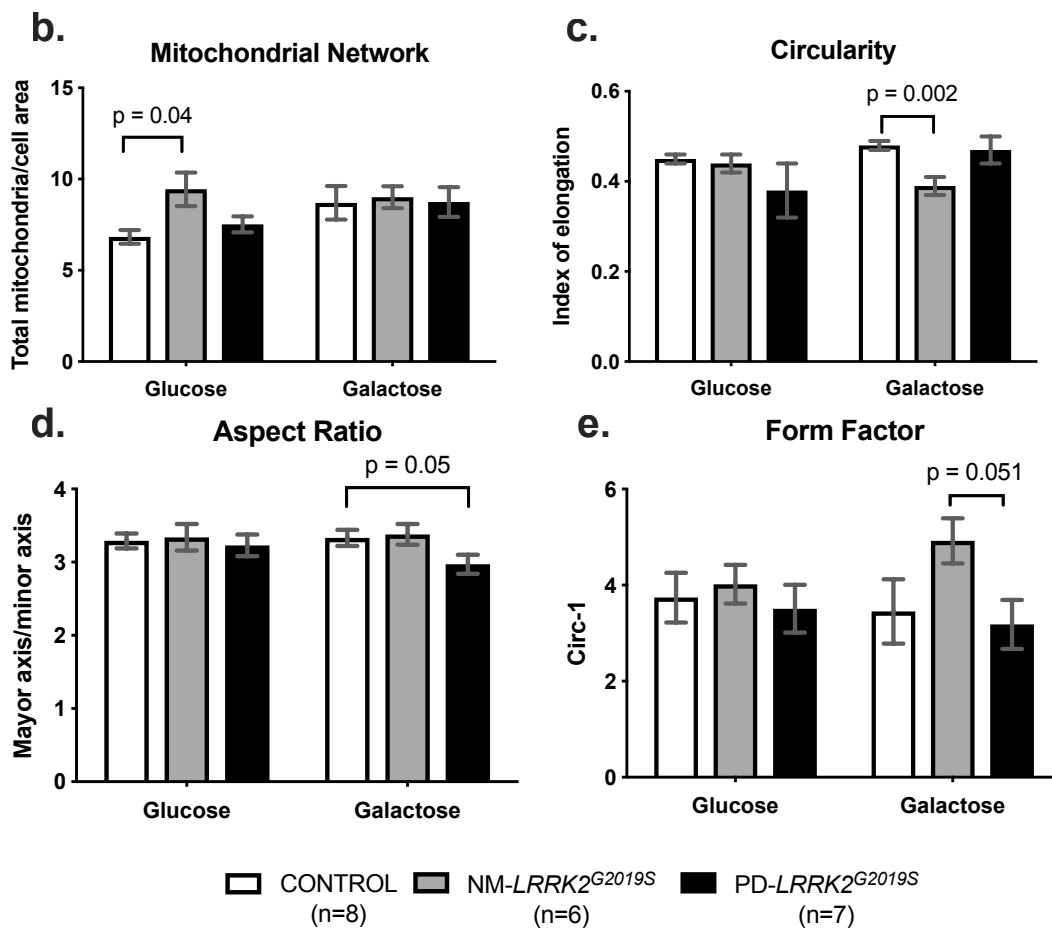 b.
Mitochondrial Network
Total mitochondria/cell area
15
10
5
0
p = 0.04
Glucose
Galactose
c.
Circularity
Index of elongation
0.6
0.4
0.2
0.0
p = 0.002
Glucose
Galactose
d.
Aspect Ratio
Mayor axis/minor axis
4
3
2
1
0
p = 0.05
Glucose
Galactose
e.
Form Factor
Circ-1
6
4
2
0
p = 0.051
Glucose
Galactose
CONTROL
(n=8)
NM-LRRK2G2019S
(n=6)
PD-LRRK2G2019S
(n=7)